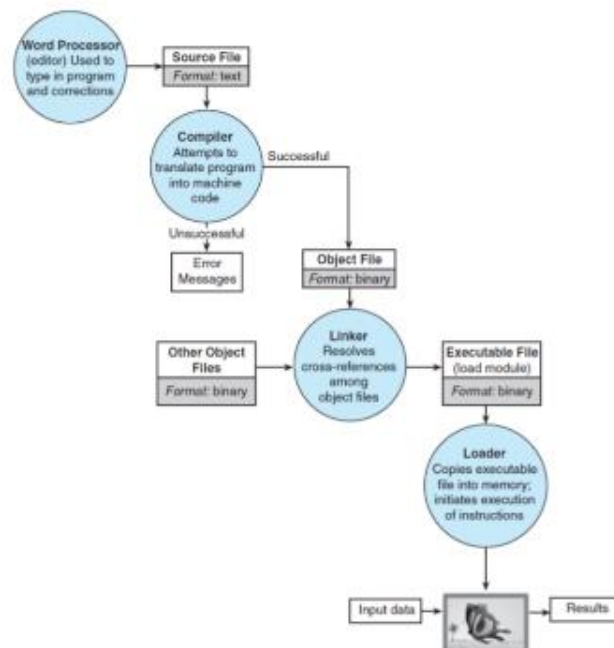 Word Processor
(editor) Used to
type in program
and corrections
Source File
Format: text
Compiler
Attempts to
translate program
into machine
code
Successful
Unsuccessful
Error
Messages
Object File
Format: binary
Other Object
Files
Format: binary
Linker
Resolves
cross-references
among
object files
Executable File
(load module)
Format: binary
Loader
Copies executable
file into memory;
initiates execution
of instructions
Input data
Results